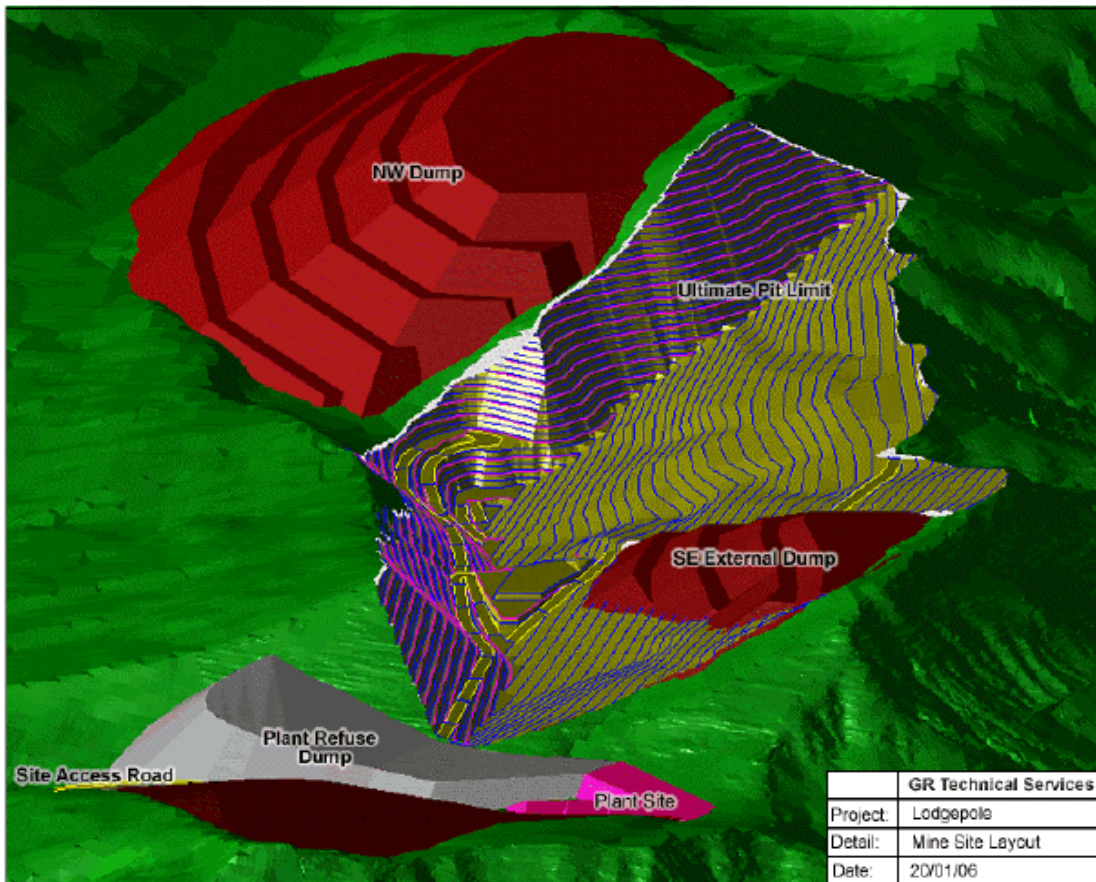 NW Dump
Ultimate Pit Limit
SE External Dump
Plant Refuse
Dump
Site Access Road
Plant Site
GR Technical Services
Project: Lodgepole
Detail: Mine Site Layout
Date: 20/01/06